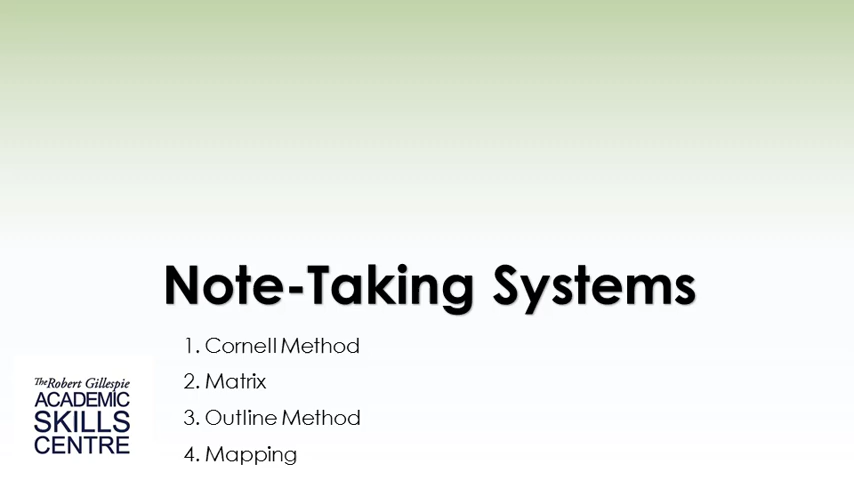 Note-Taking Systems
1. Cornell Method
2. Matrix
3. Outline Method
4. Mapping
The Robert Gillespie
ACADEMIC
SKILLS
CENTRE